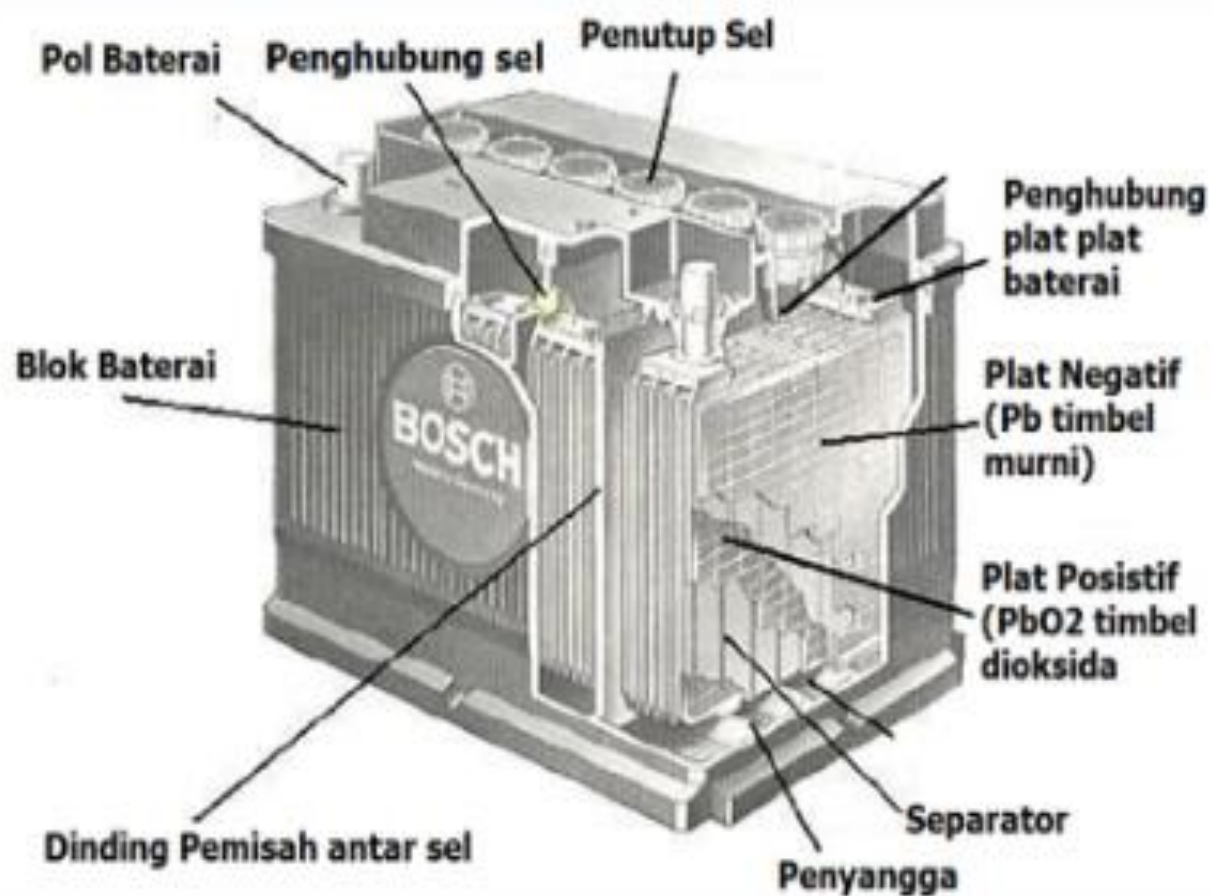 Penutup Sel
Pol Baterai
Penghubung sel
Penghubung
plat plat
baterai
Blok Baterai
BOSCH
Plat Negatif
(Pb timbel
murni)
Plat Posistif
(PbO2 timbel
dioksida
Dinding Pemisah antar sel
Separator
Penyangga